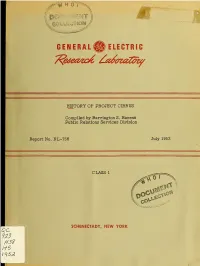 W H O I
DOCUMENT
COLLECTION
GENERAL ELECTRIC
Research Laboratory
HISTORY OF PROJECT CIRRUS
Compiled by Barrington S. Havens
Public Relations Services Division
Report No. RL-756
July 1952
CLASS 1
W H O I
DOCUMENT
COLLECTION
SCHENECTADY, NEW YORK
QC
923
H38
1952